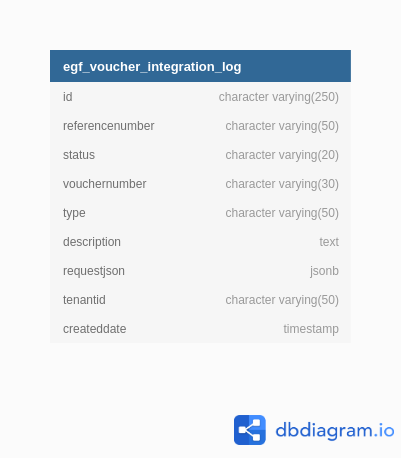 egf_voucher_integration_log
id character varying(250)
referencenumber character varying(50)
status character varying(20)
vouchernumber character varying(30)
type character varying(50)
description text
requestjson jsonb
tenantid character varying(50)
createddate timestamp
dbdiagram.io